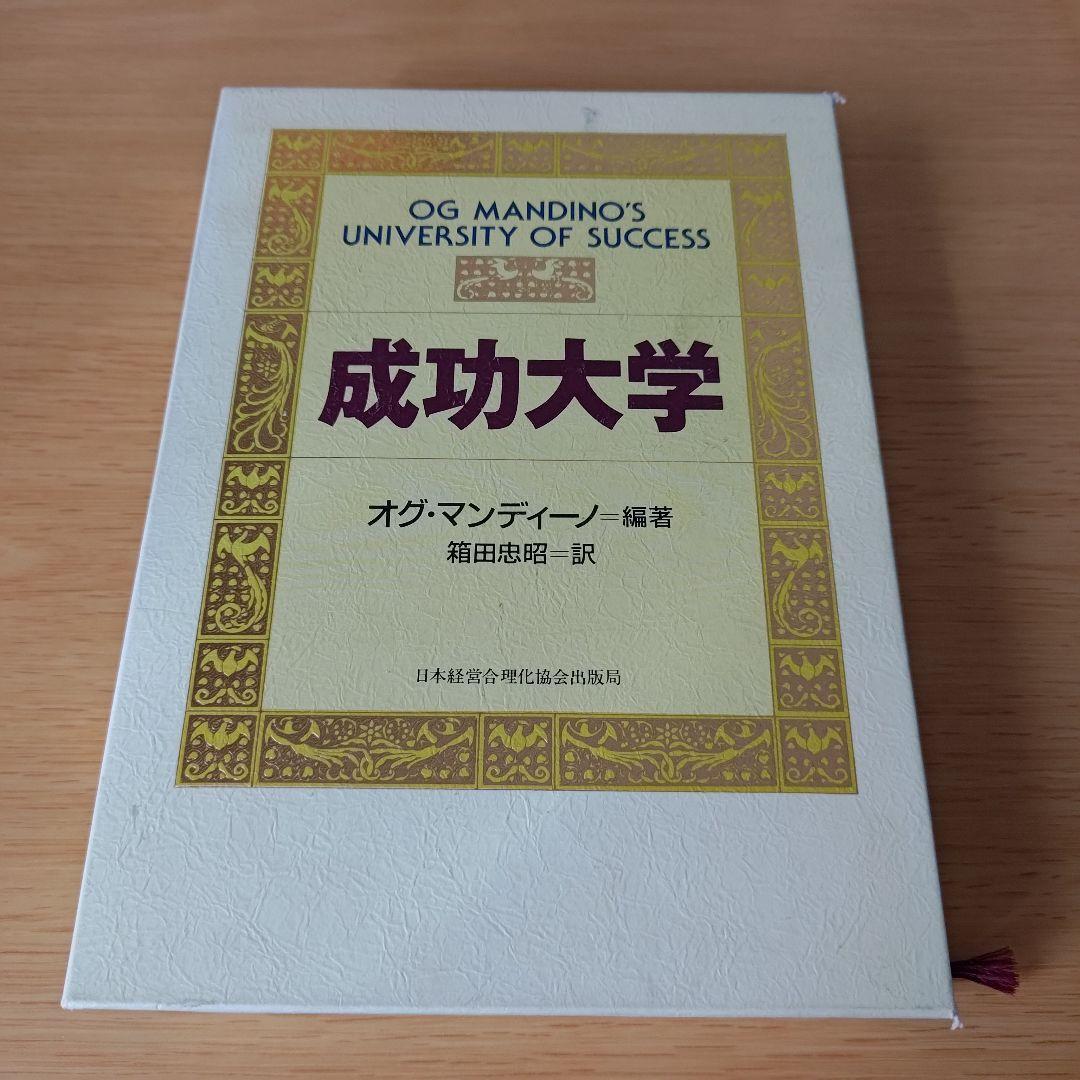 OG MANDINO'S
UNIVERSITY OF SUCCESS
成功大学
オグ・マンディーノ=編著
箱田忠昭=訳
日本経営合理化協会出版局